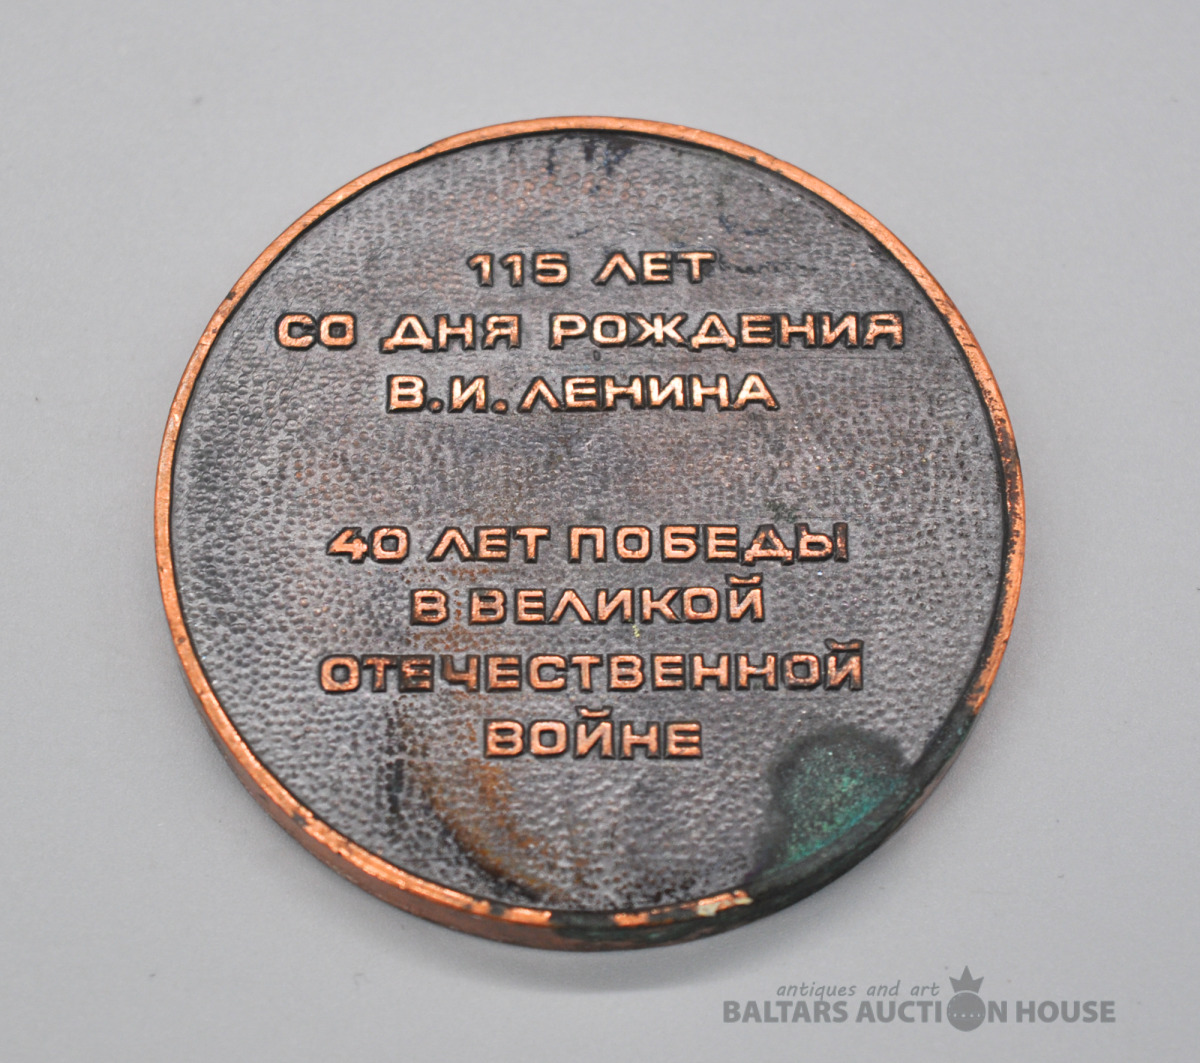 115 ЛЕТ
СО ДНЯ РОЖДЕНИЯ
В.И. ЛЕНИНА
40 ЛЕТ ПОБЕДЫ
В ВЕЛИКОЙ
ОТЕЧЕСТВЕННОЙ
ВОЙНЕ
antiques and art
BALTARS AUCTION HOUSE